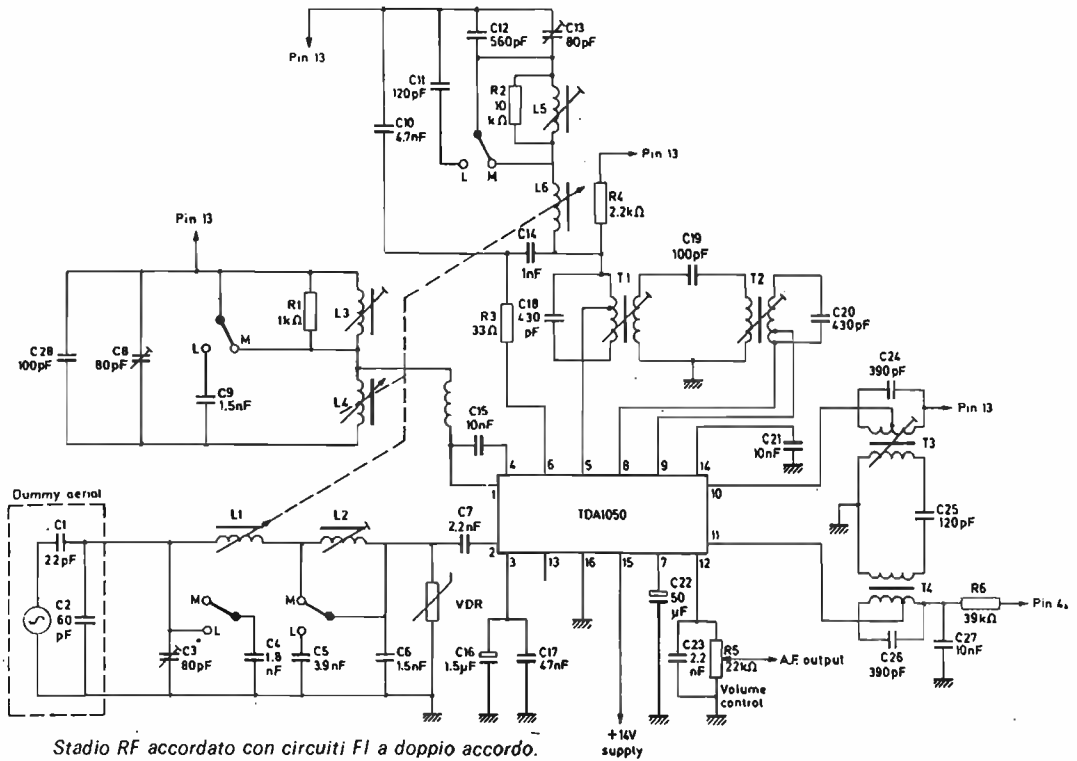 Pin 13
C12
560pF
C13
80pF
C11
120pF
R2
10
kΩ
L5
C10
4.7nF
L
M
L6
Pin 13
R4
2.2kΩ
C14
1nF
C19
100pF
Pin 13
T1
T2
R1
1kΩ
L3
R3
33Ω
C18
430
pF
C20
430pF
C28
100pF
C8
80pF
L
M
C9
1.5nF
L4
C24
390pF
Pin 13
T3
C15
10nF
C21
10nF
4
6
5
8
9
14
1
10
TDA1050
C25
120pF
Dummy aerial
C1
22pF
L1
L2
C7
2.2nF
2
11
3
13
16
15
7
12
T4
C2
60
pF
M
L
C3
80pF
C4
1.8
nF
M
L
C5
3.9nF
C6
1.5nF
VDR
C16
1.5µF
C17
47nF
C22
50
µF
C23
2.2
nF
R5
22kΩ
A.F. output
Volume
control
C26
390pF
C27
10nF
R6
39kΩ
Pin 4
+14V
supply
Stadio RF accordato con circuiti FI a doppio accordo.